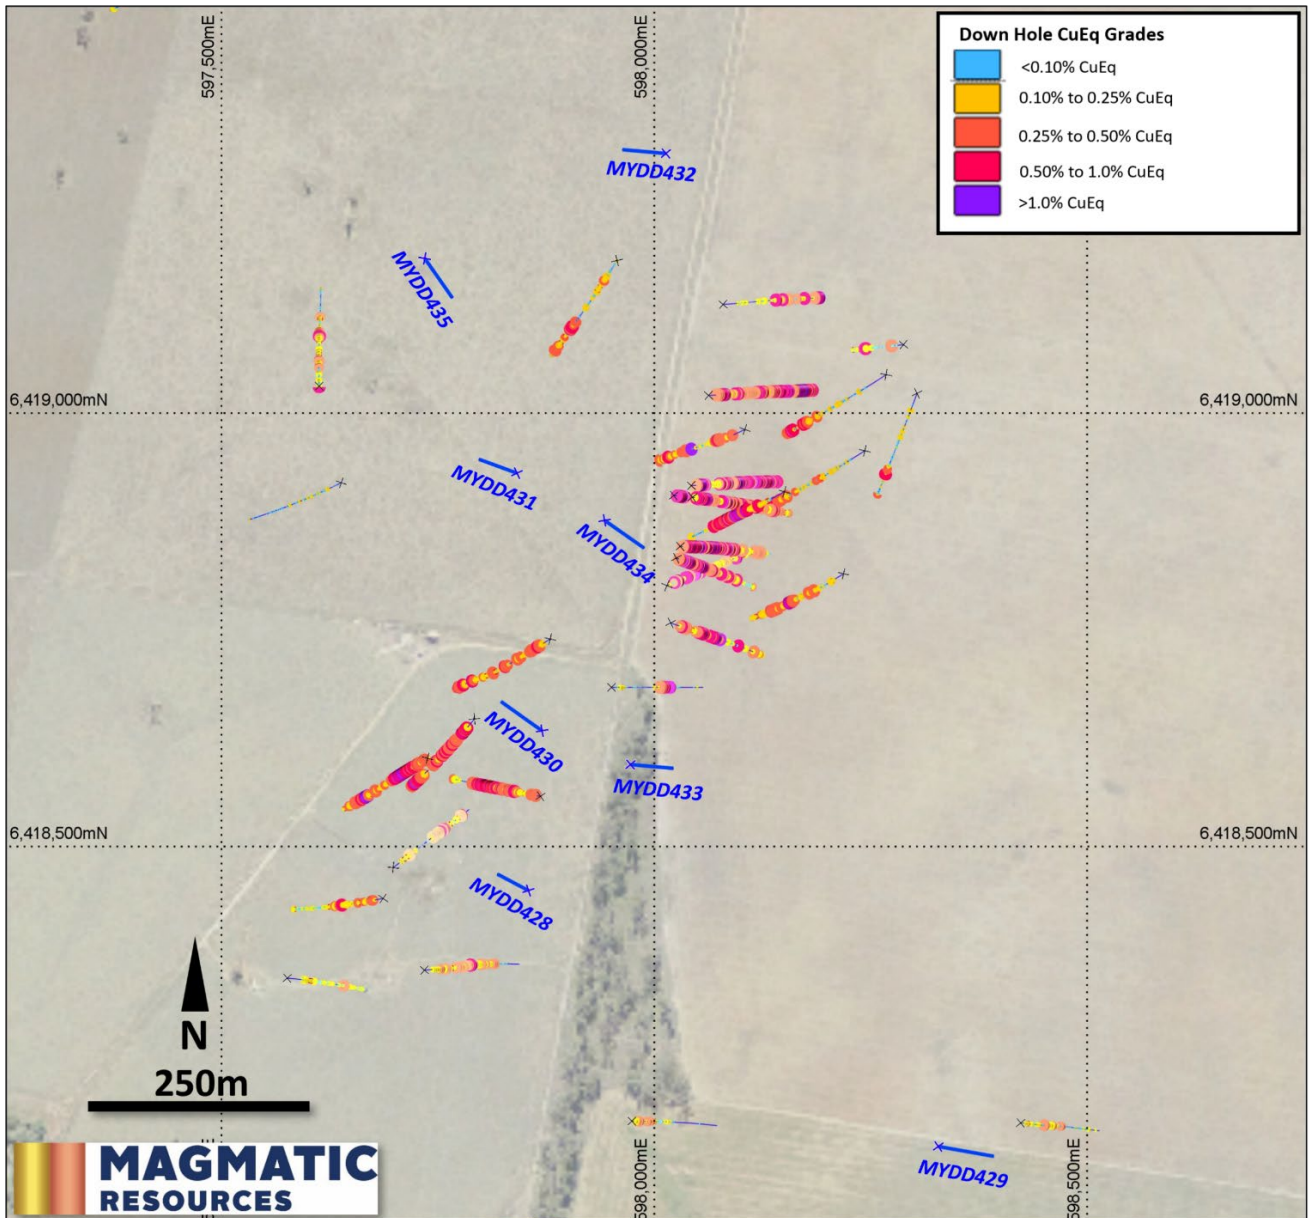 597,500mE
598,000mE
Down Hole CuEq Grades
<0.10% CuEq
0.10% to 0.25% CuEq
0.25% to 0.50% CuEq
0.50% to 1.0% CuEq
>1.0% CuEq
MYDD432
MYDD435
6,419,000mN
6,419,000mN
MYDD431
MYDD434
MYDD430
MYDD433
6,418,500mN
6,418,500mN
MYDD428
N
250m
MAGMATIC
RESOURCES
598,000mE
598,500mE
MYDD429